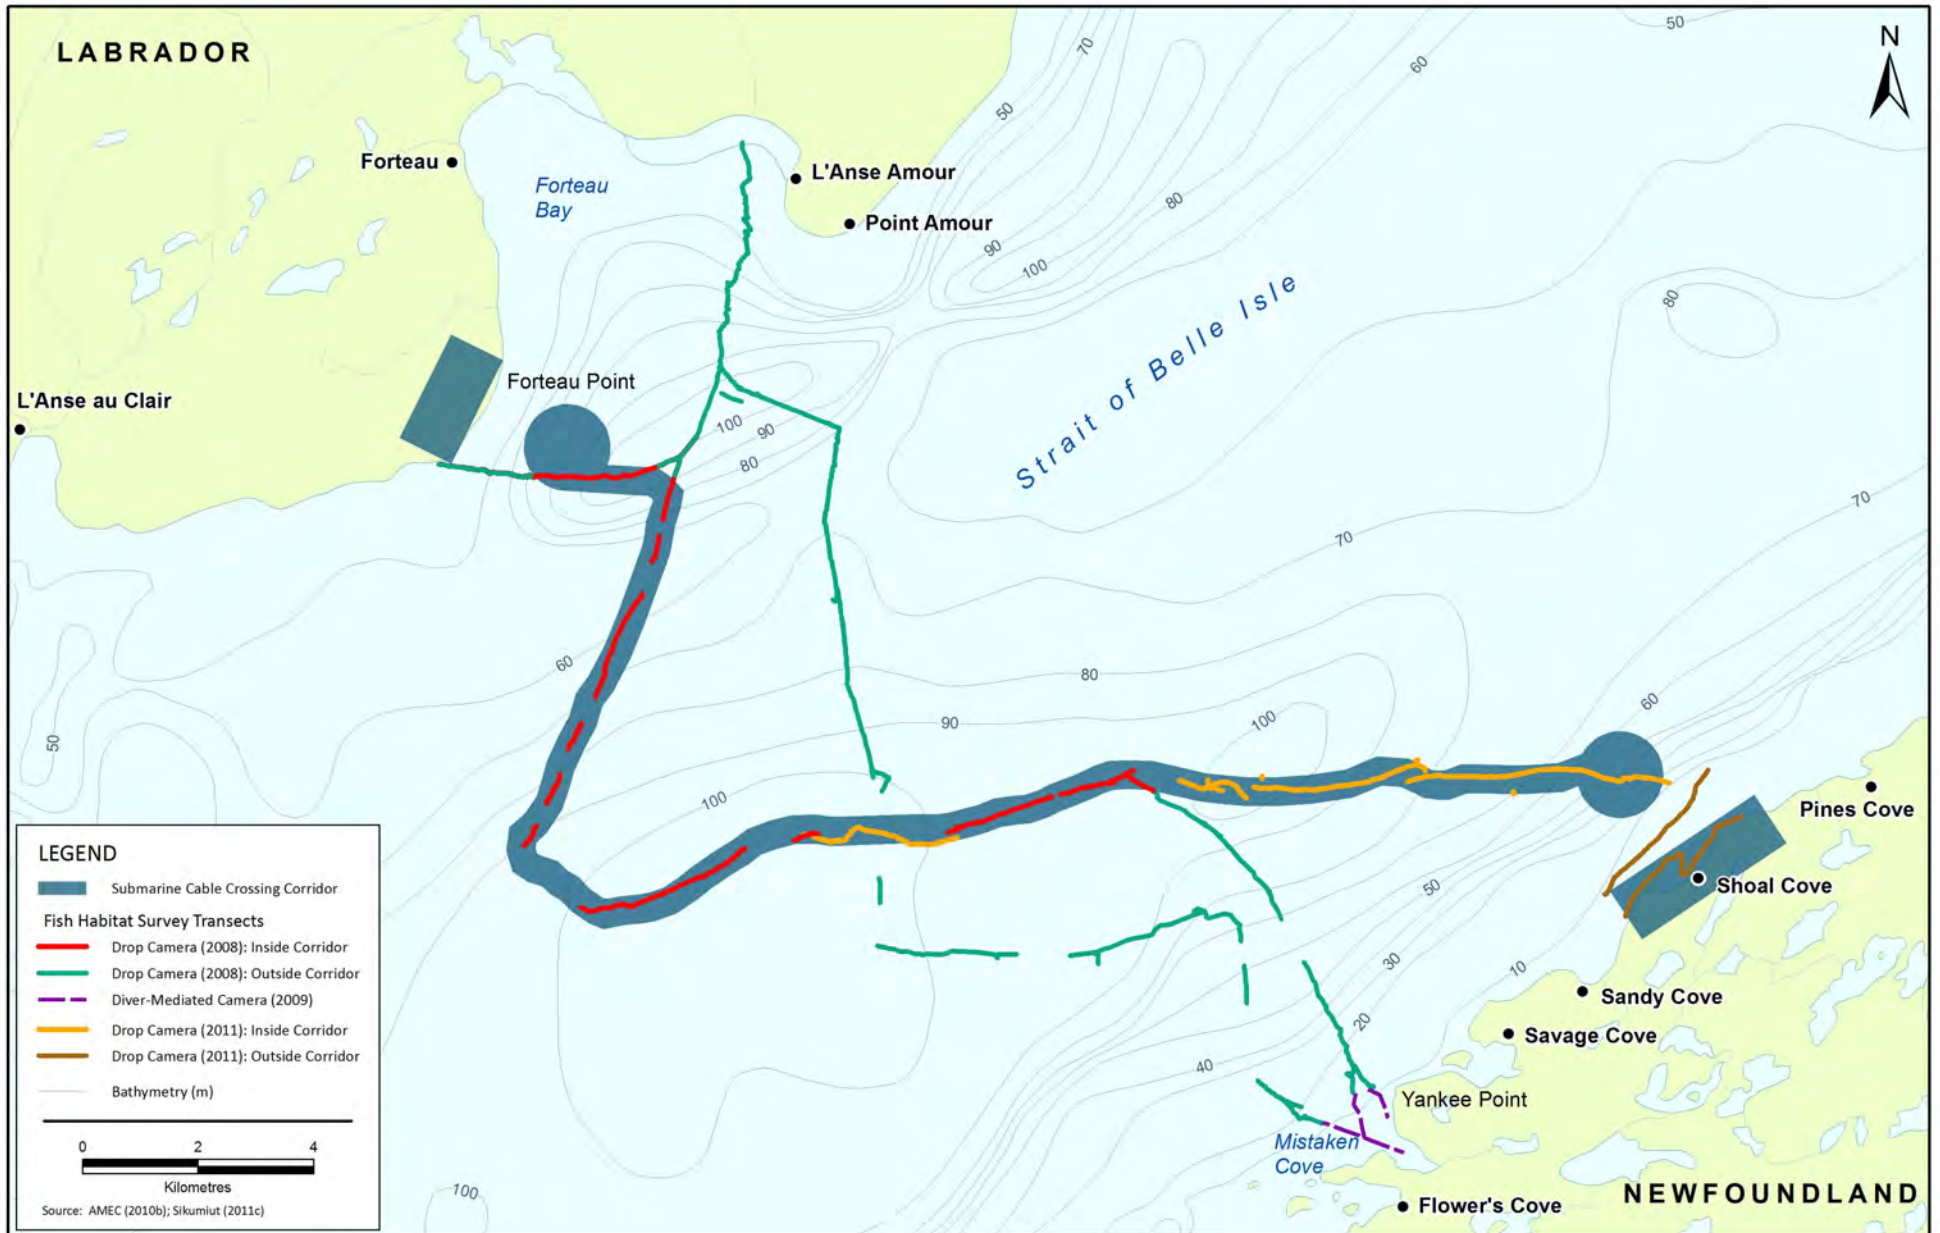 LABRADOR
50
N
70
60
50
Forteau
L'Anse Amour
Forteau
Bay
80
Point Amour
90
100
Strait of Belle Isle
80
Forteau Point
L'Anse au Clair
100
90
80
70
70
60
80
60
50
90
100
100
Pines Cove
Shoal Cove
50
30
10
Sandy Cove
20
Savage Cove
40
Yankee Point
Mistaken
Cove
100
NEWFOUNDLAND
Flower's Cove
LEGEND
Submarine Cable Crossing Corridor
Fish Habitat Survey Transects
Drop Camera (2008): Inside Corridor
Drop Camera (2008): Outside Corridor
Diver-Mediated Camera (2009)
Drop Camera (2011): Inside Corridor
Drop Camera (2011): Outside Corridor
Bathymetry (m)
0 2 4
Kilometres
Source: AMEC (2010b); Sikumiut (2011c)